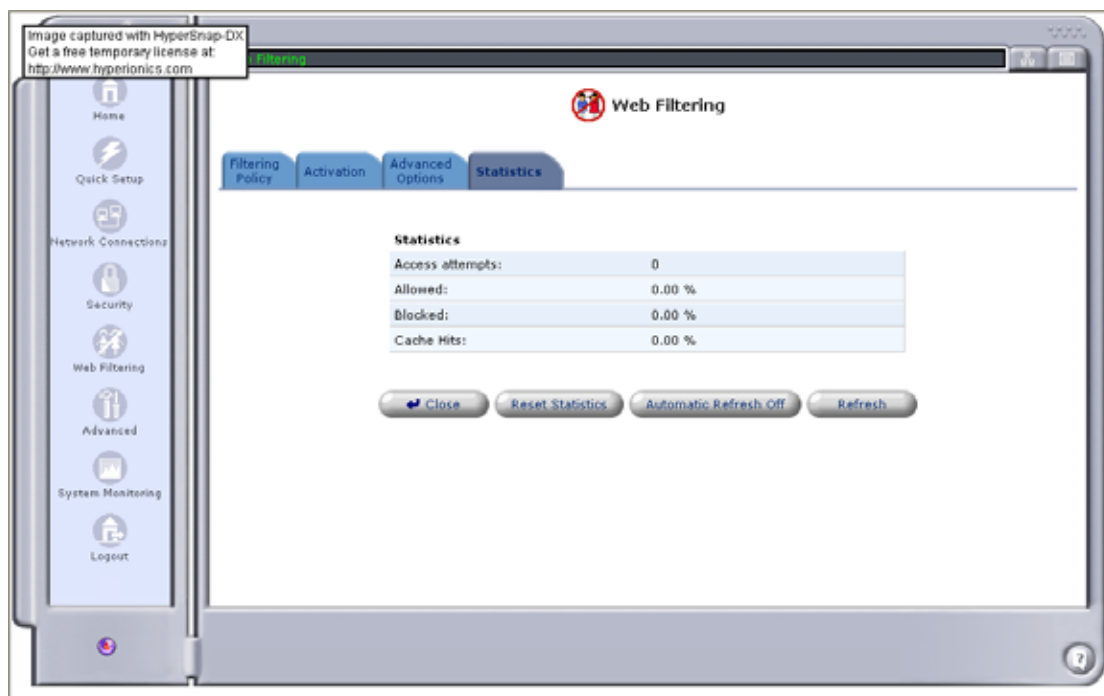 Image captured with HyperSnap-DX
Get a free temporary license at:
http://www.hyperionics.com
Filtering
Web Filtering
Home
Quick Setup
Network Connections
Security
Web Filtering
Advanced
System Monitoring
Logout
Filtering Policy
Activation
Advanced Options
Statistics
Statistics
Access attempts: 0
Allowed: 0.00 %
Blocked: 0.00 %
Cache Hits: 0.00 %
Close
Reset Statistics
Automatic Refresh Off
Refresh
?